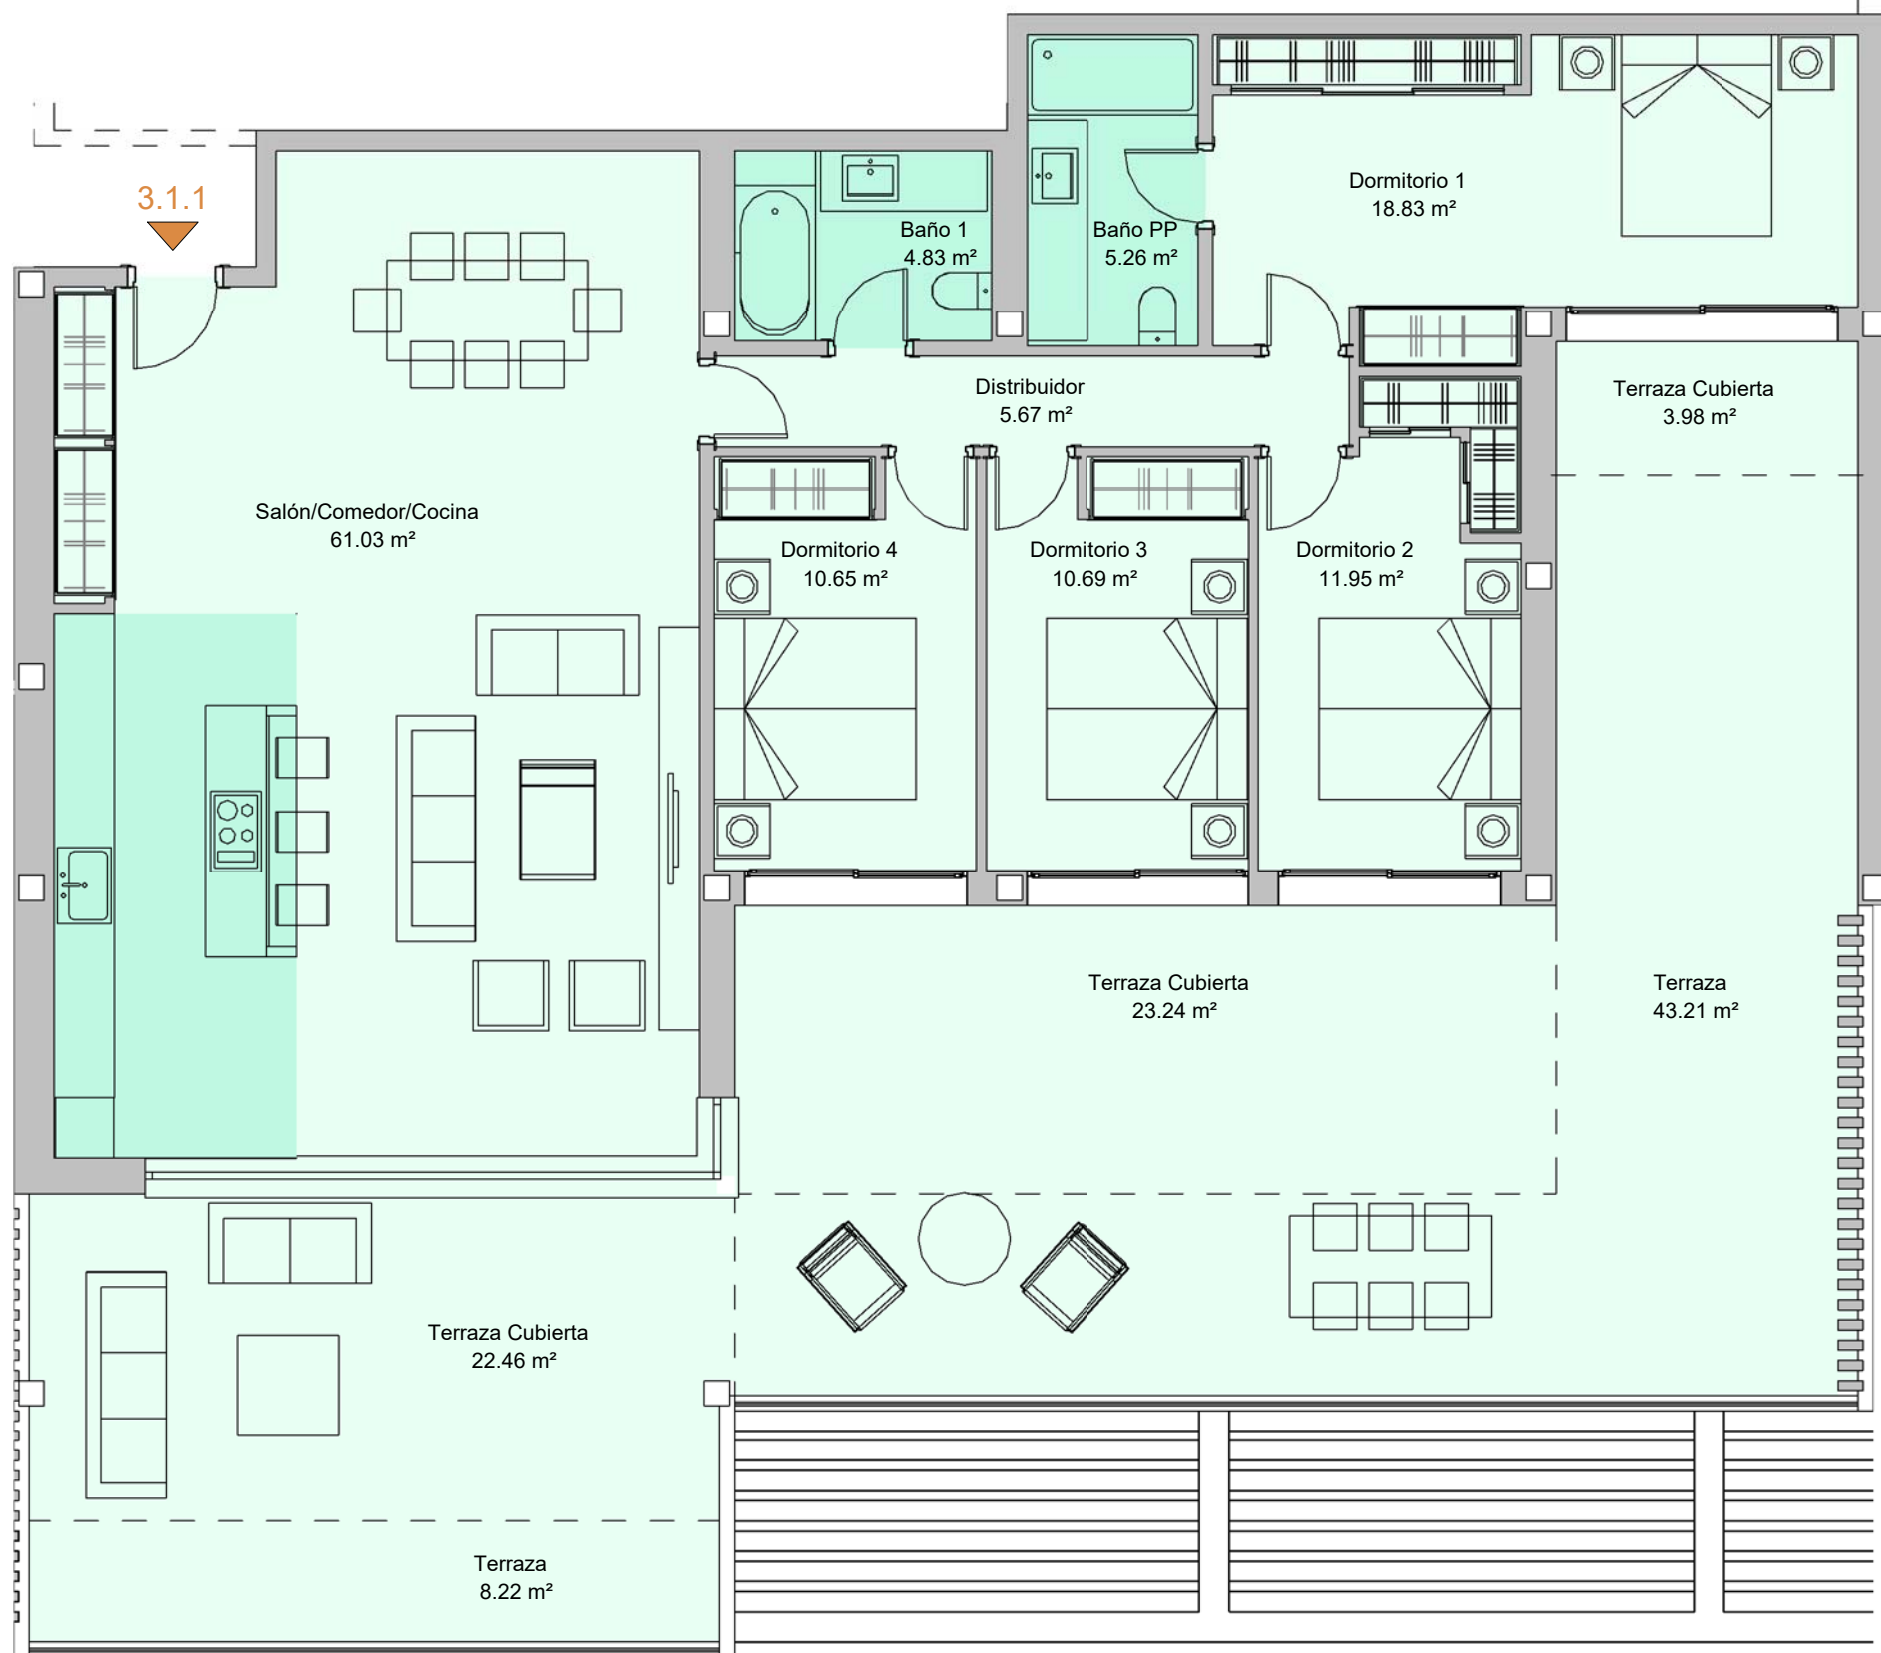 3.1.1
Dormitorio 1
18.83 m²
Baño 1
4.83 m²
Baño PP
5.26 m²
Distribuidor
5.67 m²
Terraza Cubierta
3.98 m²
Salón/Comedor/Cocina
61.03 m²
Dormitorio 4
10.65 m²
Dormitorio 3
10.69 m²
Dormitorio 2
11.95 m²
Terraza Cubierta
23.24 m²
Terraza
43.21 m²
Terraza Cubierta
22.46 m²
Terraza
8.22 m²